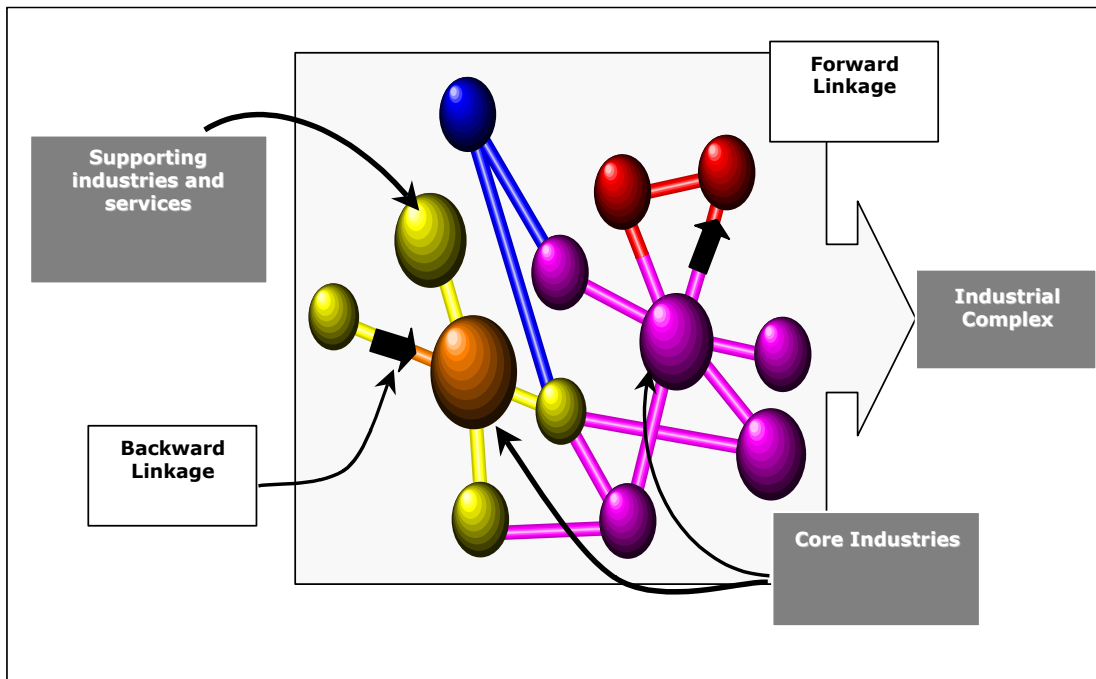 Forward
Linkage
Supporting
industries and
services
Industrial
Complex
Backward
Linkage
Core Industries